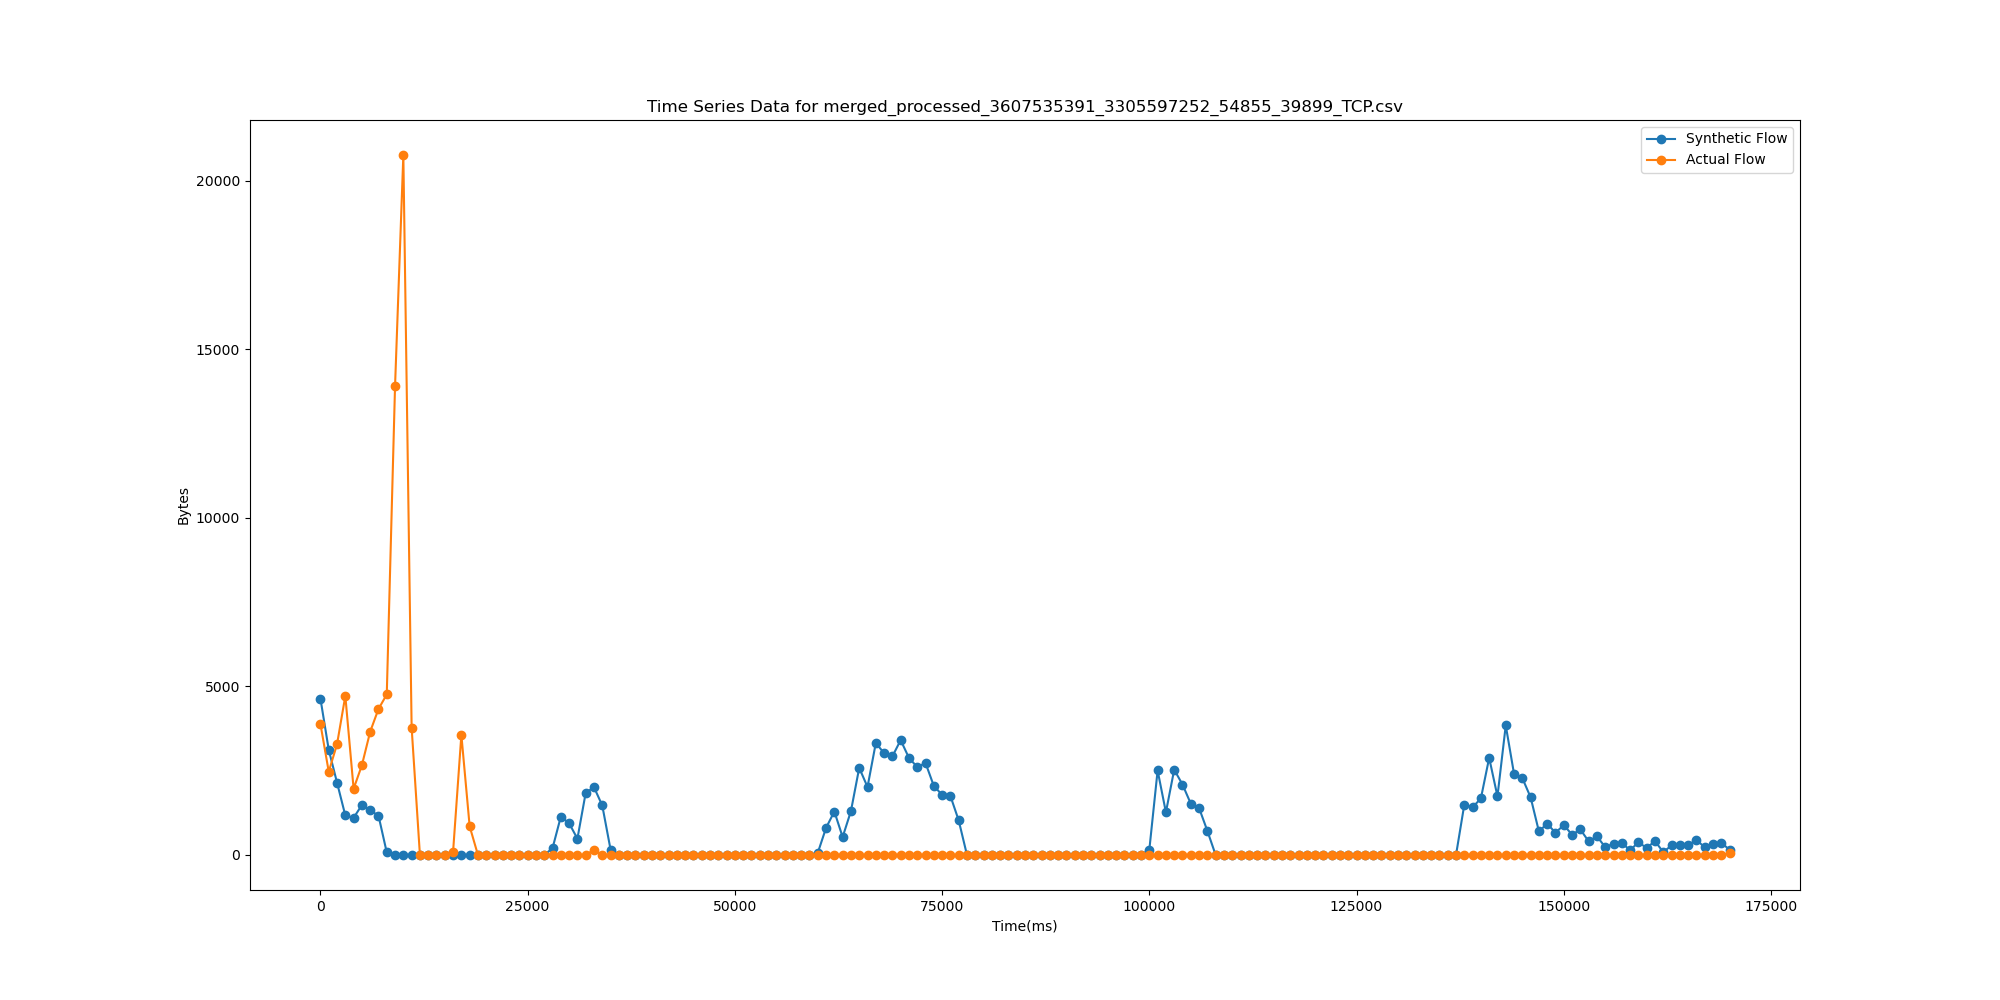 Time Series Data for merged_processed_3607535391_3305597252_54855_39899_TCP.csv
Synthetic Flow
Actual Flow
20000
15000
10000
5000
0
Bytes
0 25000 50000 75000 100000 125000 150000 175000
Time(ms)